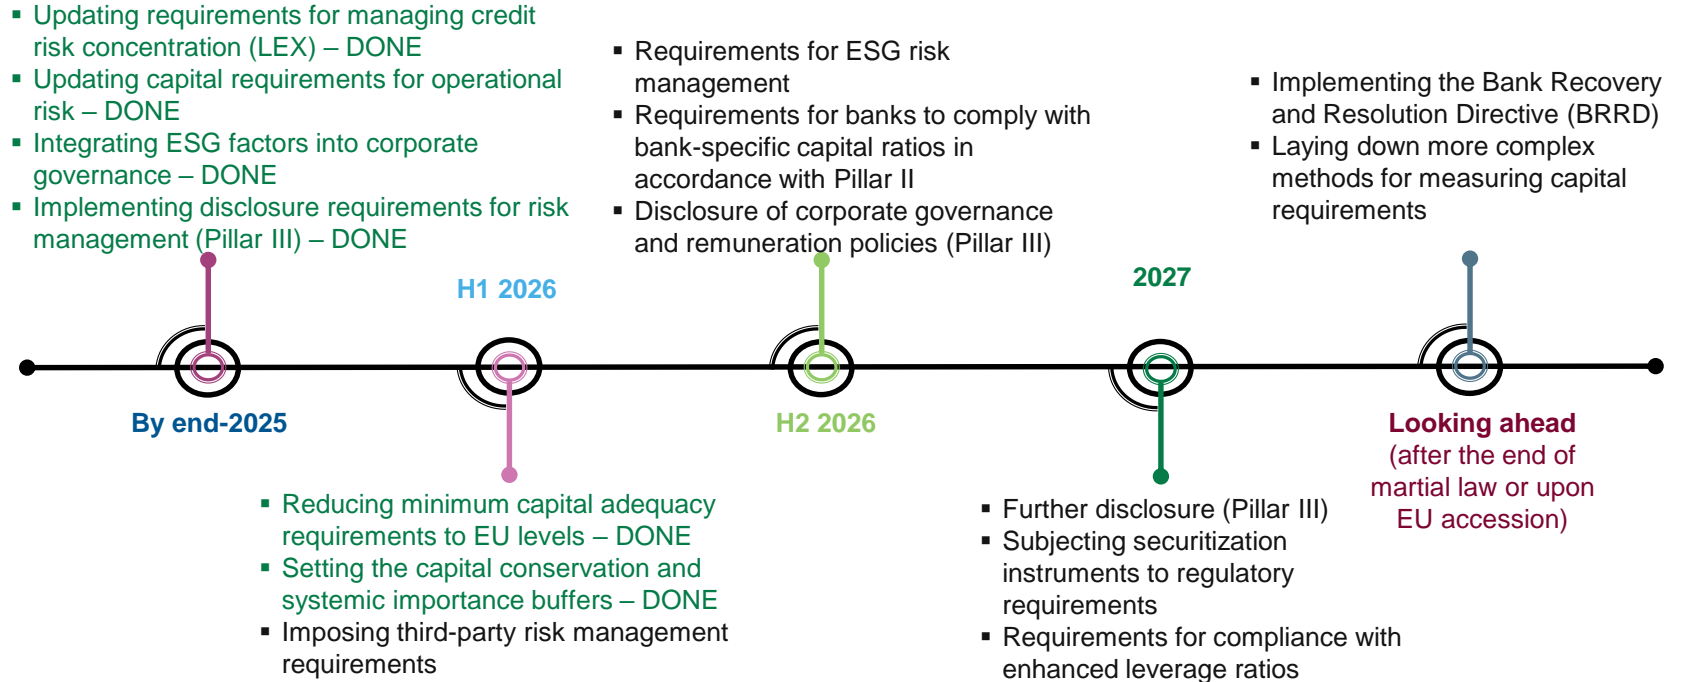 ▪ Updating requirements for managing credit
risk concentration (LEX) – DONE
▪ Updating capital requirements for operational
risk – DONE
▪ Integrating ESG factors into corporate
governance – DONE
▪ Implementing disclosure requirements for risk
management (Pillar III) – DONE
▪ Requirements for ESG risk
management
▪ Requirements for banks to comply with
bank-specific capital ratios in
accordance with Pillar II
▪ Disclosure of corporate governance
and remuneration policies (Pillar III)
▪ Implementing the Bank Recovery
and Resolution Directive (BRRD)
▪ Laying down more complex
methods for measuring capital
requirements
H1 2026
2027
By end-2025
H2 2026
Looking ahead
(after the end of
martial law or upon
EU accession)
▪ Reducing minimum capital adequacy
requirements to EU levels – DONE
▪ Setting the capital conservation and
systemic importance buffers – DONE
▪ Imposing third-party risk management
requirements
▪ Further disclosure (Pillar III)
▪ Subjecting securitization
instruments to regulatory
requirements
▪ Requirements for compliance with
enhanced leverage ratios